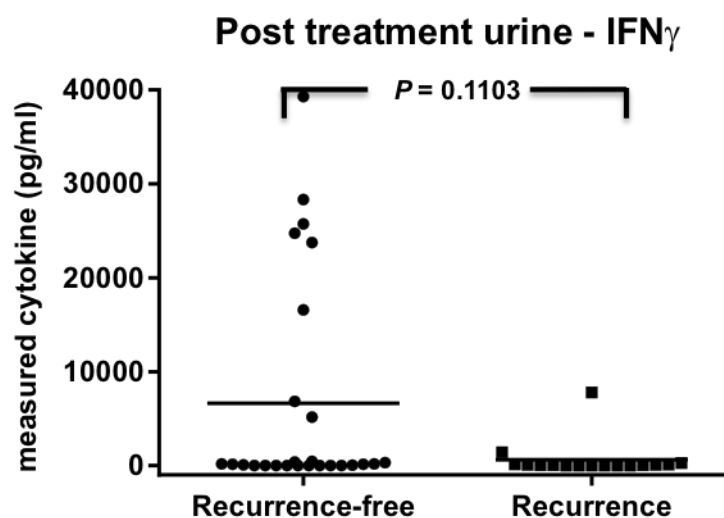 Post treatment urine - IFNγ
P = 0.1103
measured cytokine (pg/ml)
40000
30000
20000
10000
0
Recurrence-free
Recurrence